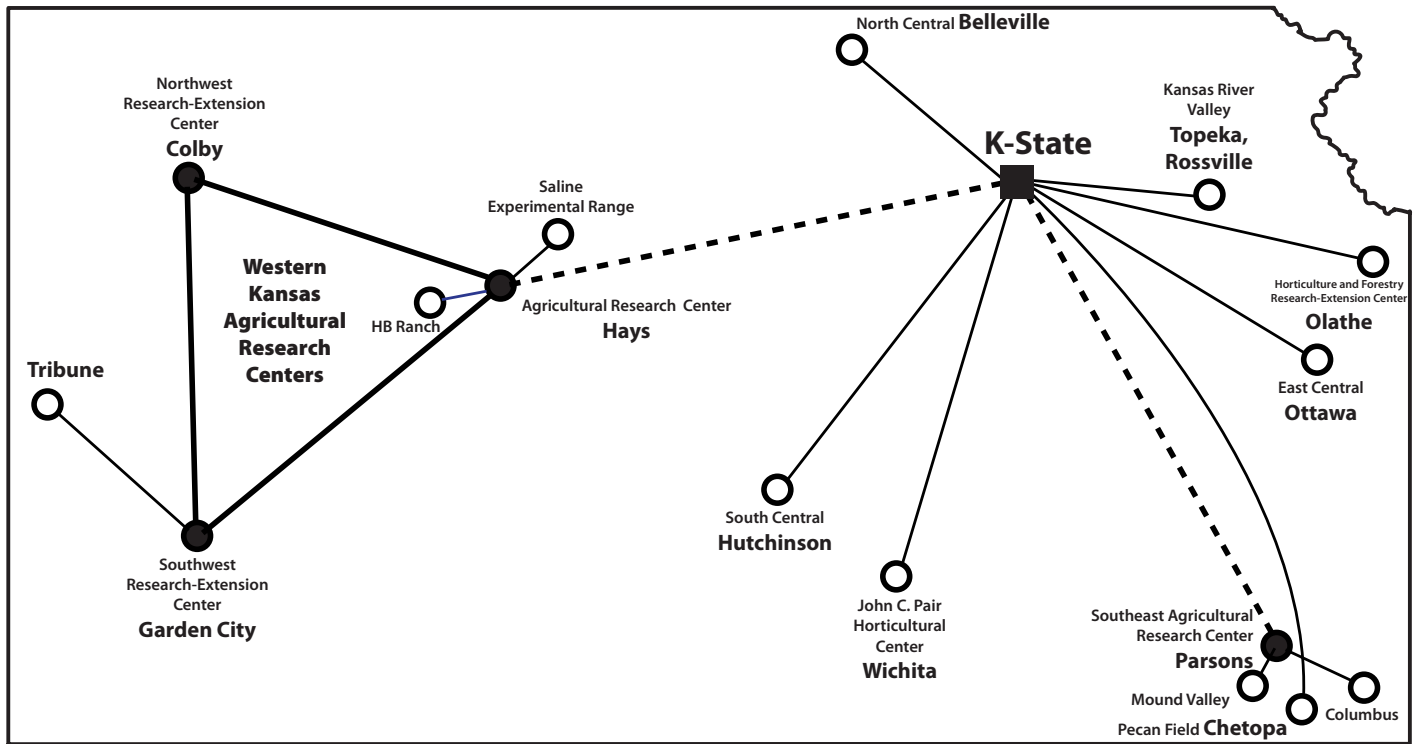 North Central Belleville
Northwest
Research-Extension
Center
Colby
Kansas River
Valley
Topeka,
Rossville
K-State
Saline
Experimental Range
Western
Kansas
Agricultural
Research
Centers
HB Ranch
Agricultural Research Center
Hays
Horticulture and Forestry
Research-Extension Center
Olathe
Tribune
East Central
Ottawa
South Central
Hutchinson
Southwest
Research-Extension
Center
Garden City
John C. Pair
Horticultural
Center
Wichita
Southeast Agricultural
Research Center
Parsons
Mound Valley
Pecan Field Chetopa
Columbus